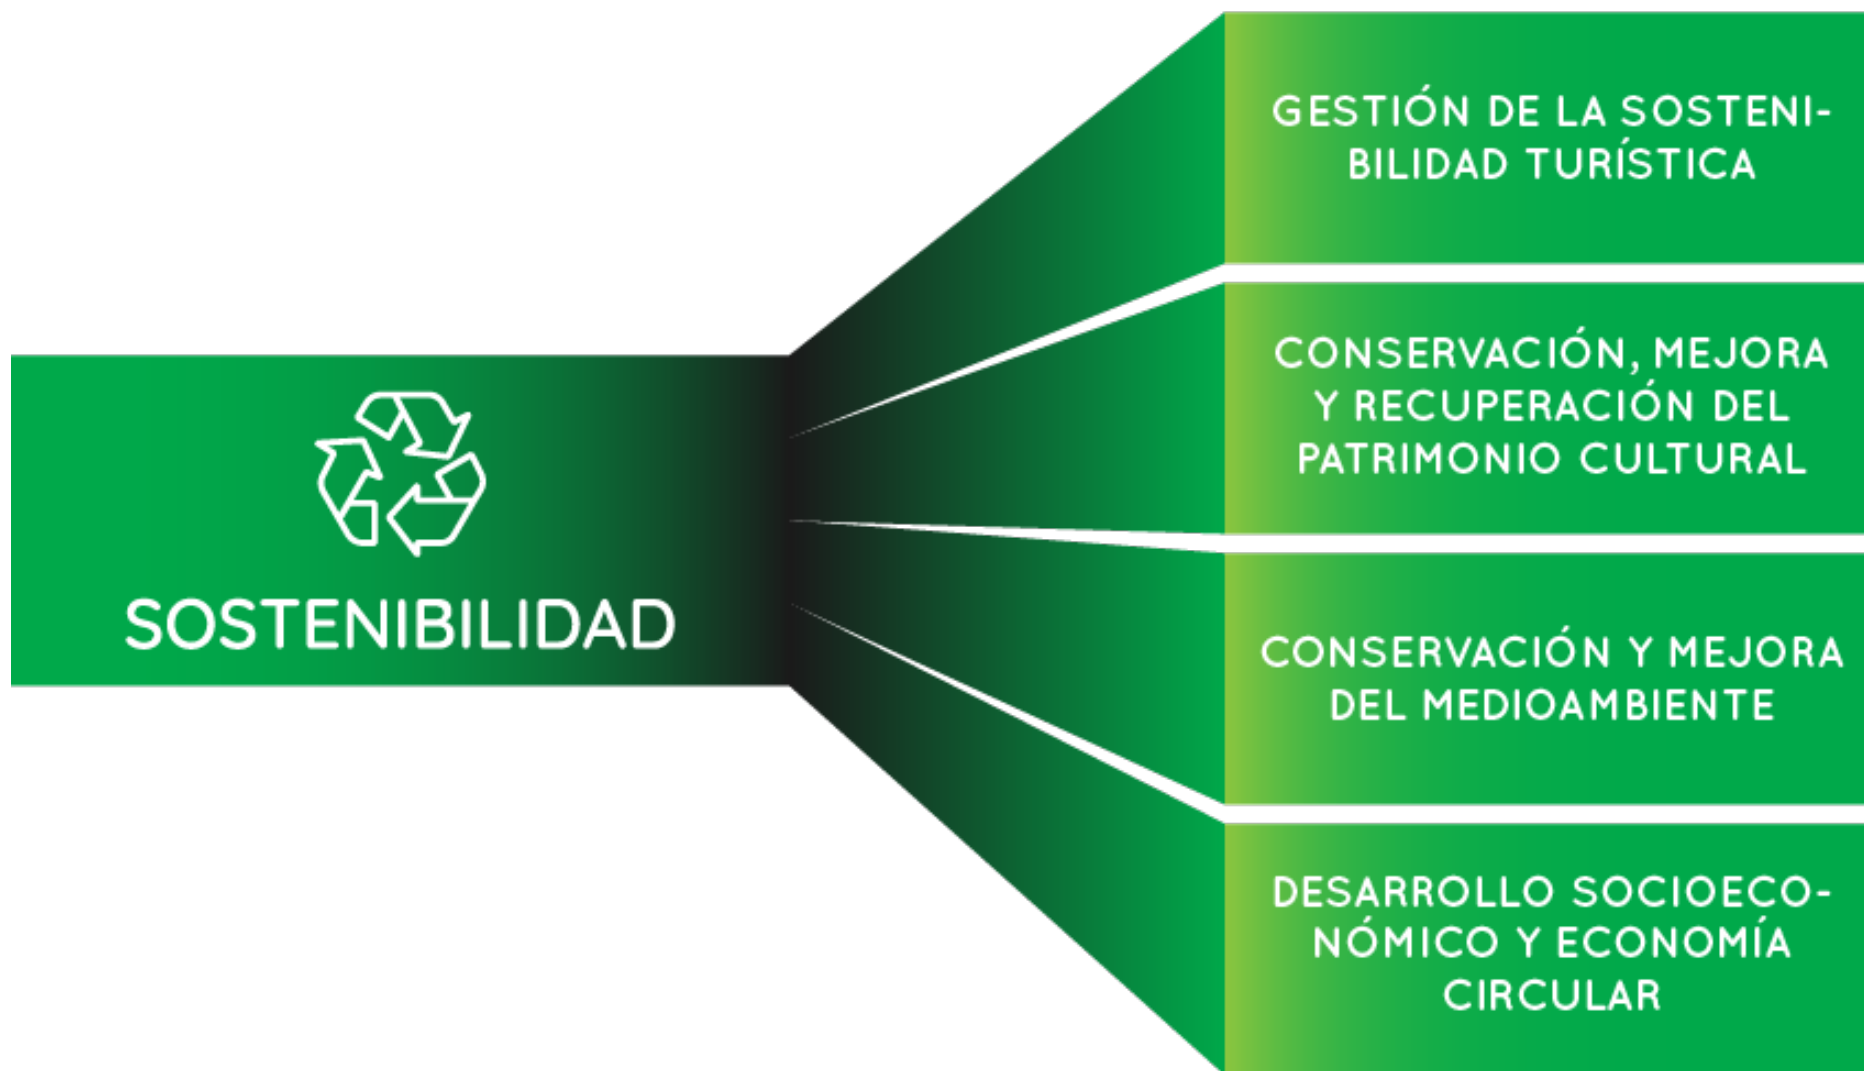 SOSTENIBILIDAD
GESTIÓN DE LA SOSTENI-
BILIDAD TURÍSTICA
CONSERVACIÓN, MEJORA
Y RECUPERACIÓN DEL
PATRIMONIO CULTURAL
CONSERVACIÓN Y MEJORA
DEL MEDIOAMBIENTE
DESARROLLO SOCIOECO-
NÓMICO Y ECONOMÍA
CIRCULAR